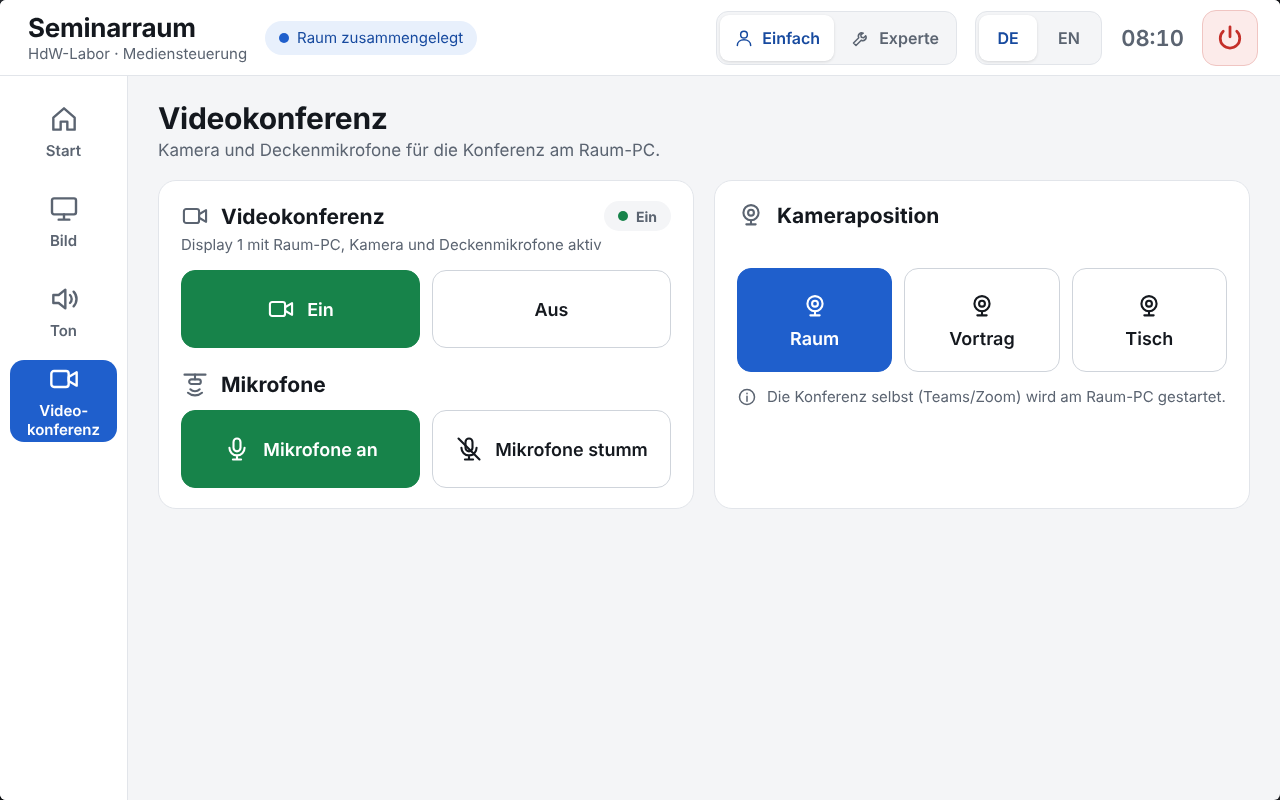 Seminarraum
HdW-Labor · Mediensteuerung
Raum zusammengelegt
Einfach
Experte
DE
EN
08:10
Start
Bild
Ton
Video-
konferenz
Videokonferenz
Kamera und Deckenmikrofone für die Konferenz am Raum-PC.
Videokonferenz
Ein
Display 1 mit Raum-PC, Kamera und Deckenmikrofone aktiv
Ein
Aus
Mikrofone
Mikrofone an
Mikrofone stumm
Kameraposition
Raum
Vortrag
Tisch
Die Konferenz selbst (Teams/Zoom) wird am Raum-PC gestartet.